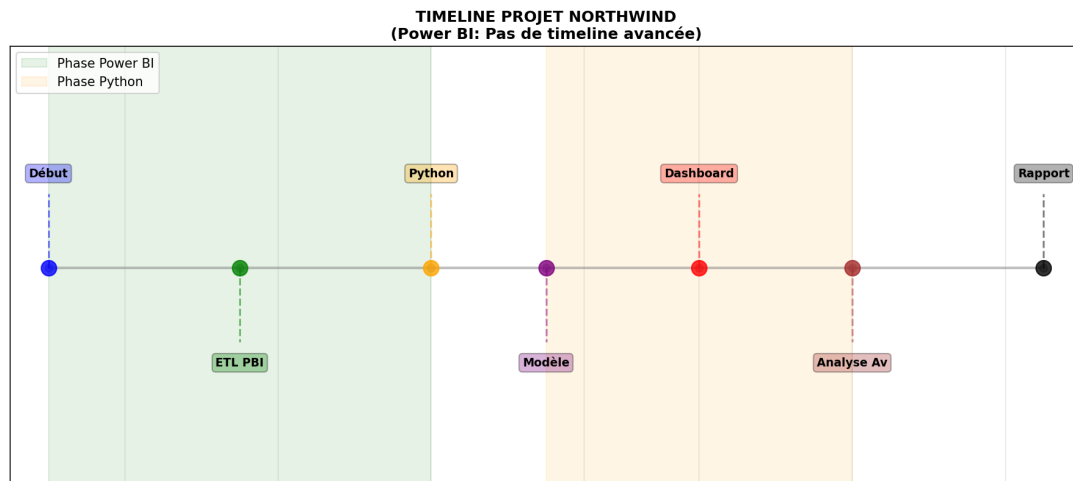 TIMELINE PROJET NORTHWIND
(Power BI: Pas de timeline avancée)
Phase Power BI
Phase Python
Début
Python
Dashboard
Rapport
ETL PBI
Modèle
Analyse Av